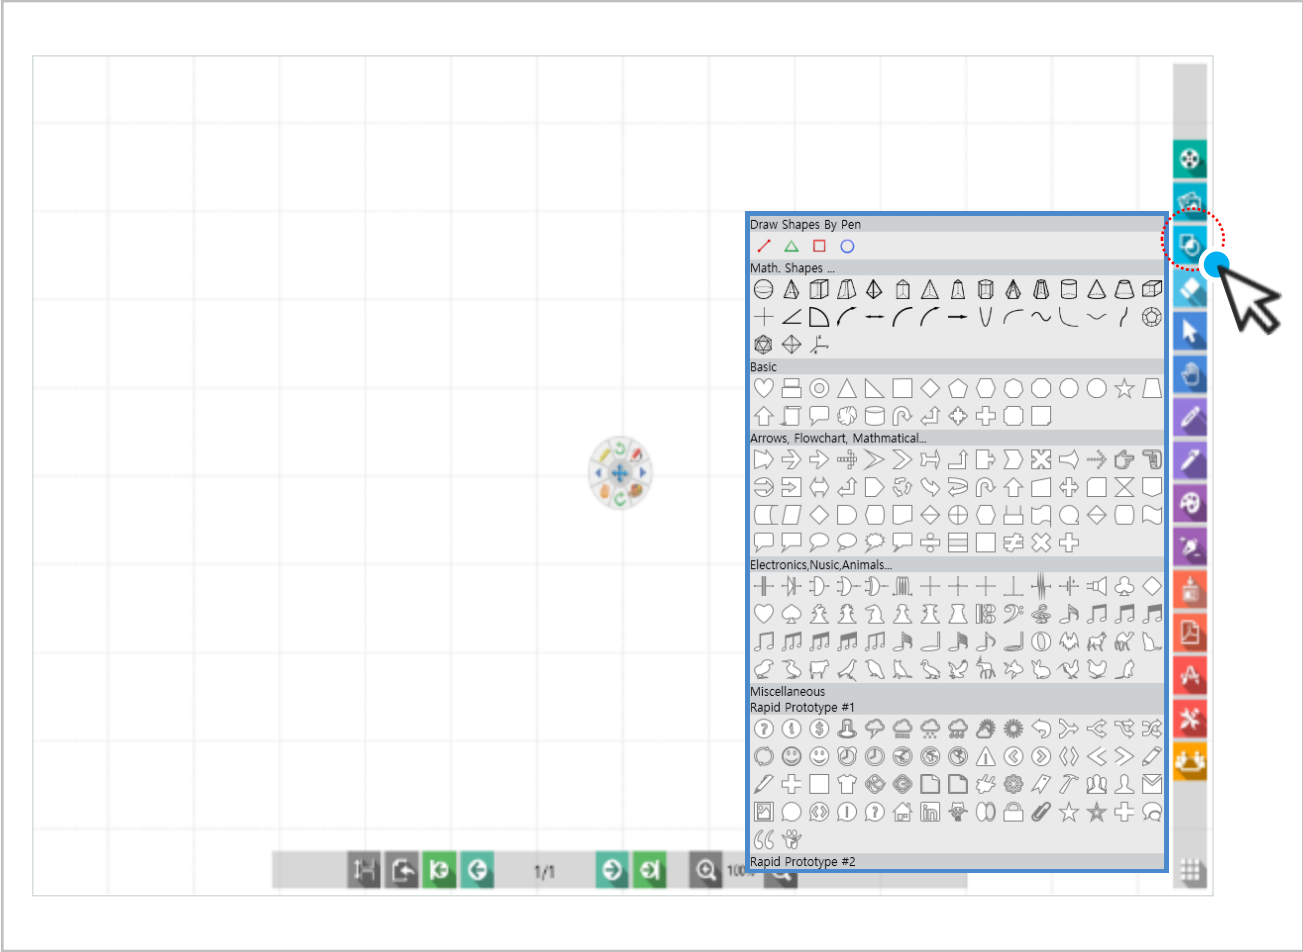 Draw Shapes By Pen
Math. Shapes ...
Basic
Arrows, Flowchart, Mathmatical...
Electronics,Nusic,Animals...
Miscellaneous
Rapid Prototype #1
Rapid Prototype #2
1/1
100%